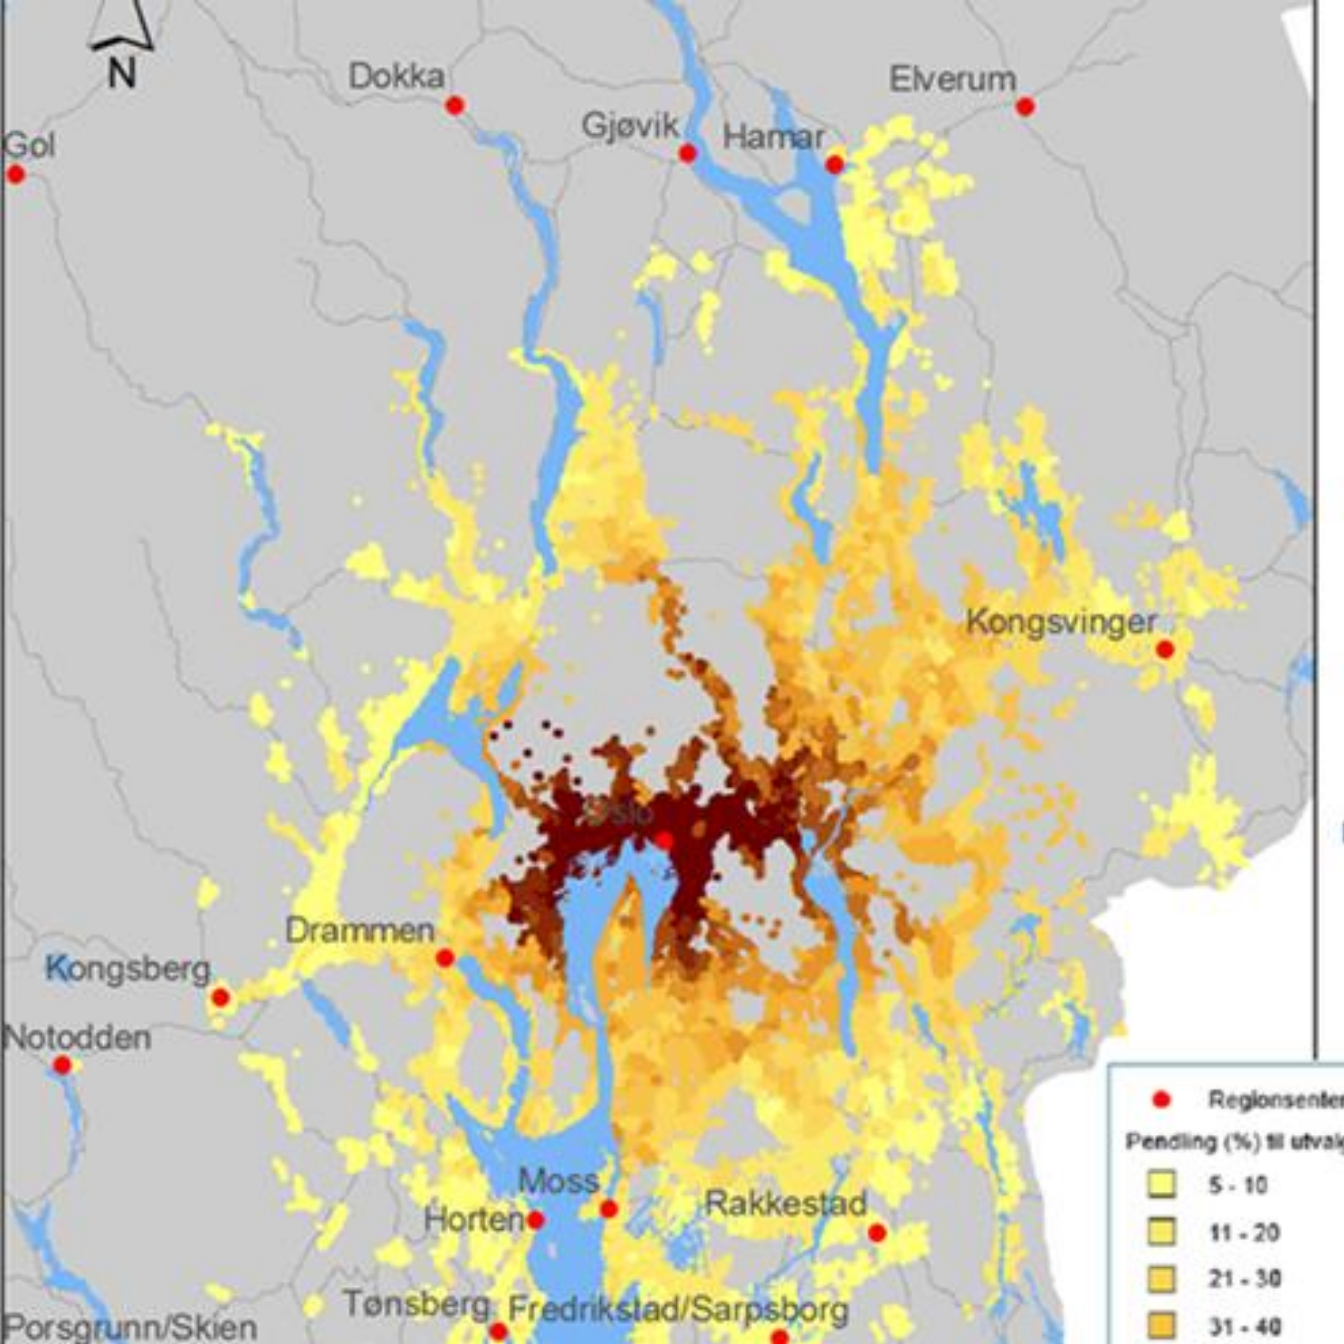 N
Dokka
Elverum
Gjøvik
Hamar
Gol
Kongsvinger
Oslo
Drammen
Kongsberg
Notodden
Regionsenter
Pendling (%) til utvalg
5 - 10
Moss
Rakkestad
Horten
11 - 20
21 - 30
Tønsberg
Fredrikstad/Sarpsborg
Porsgrunn/Skien
31 - 40